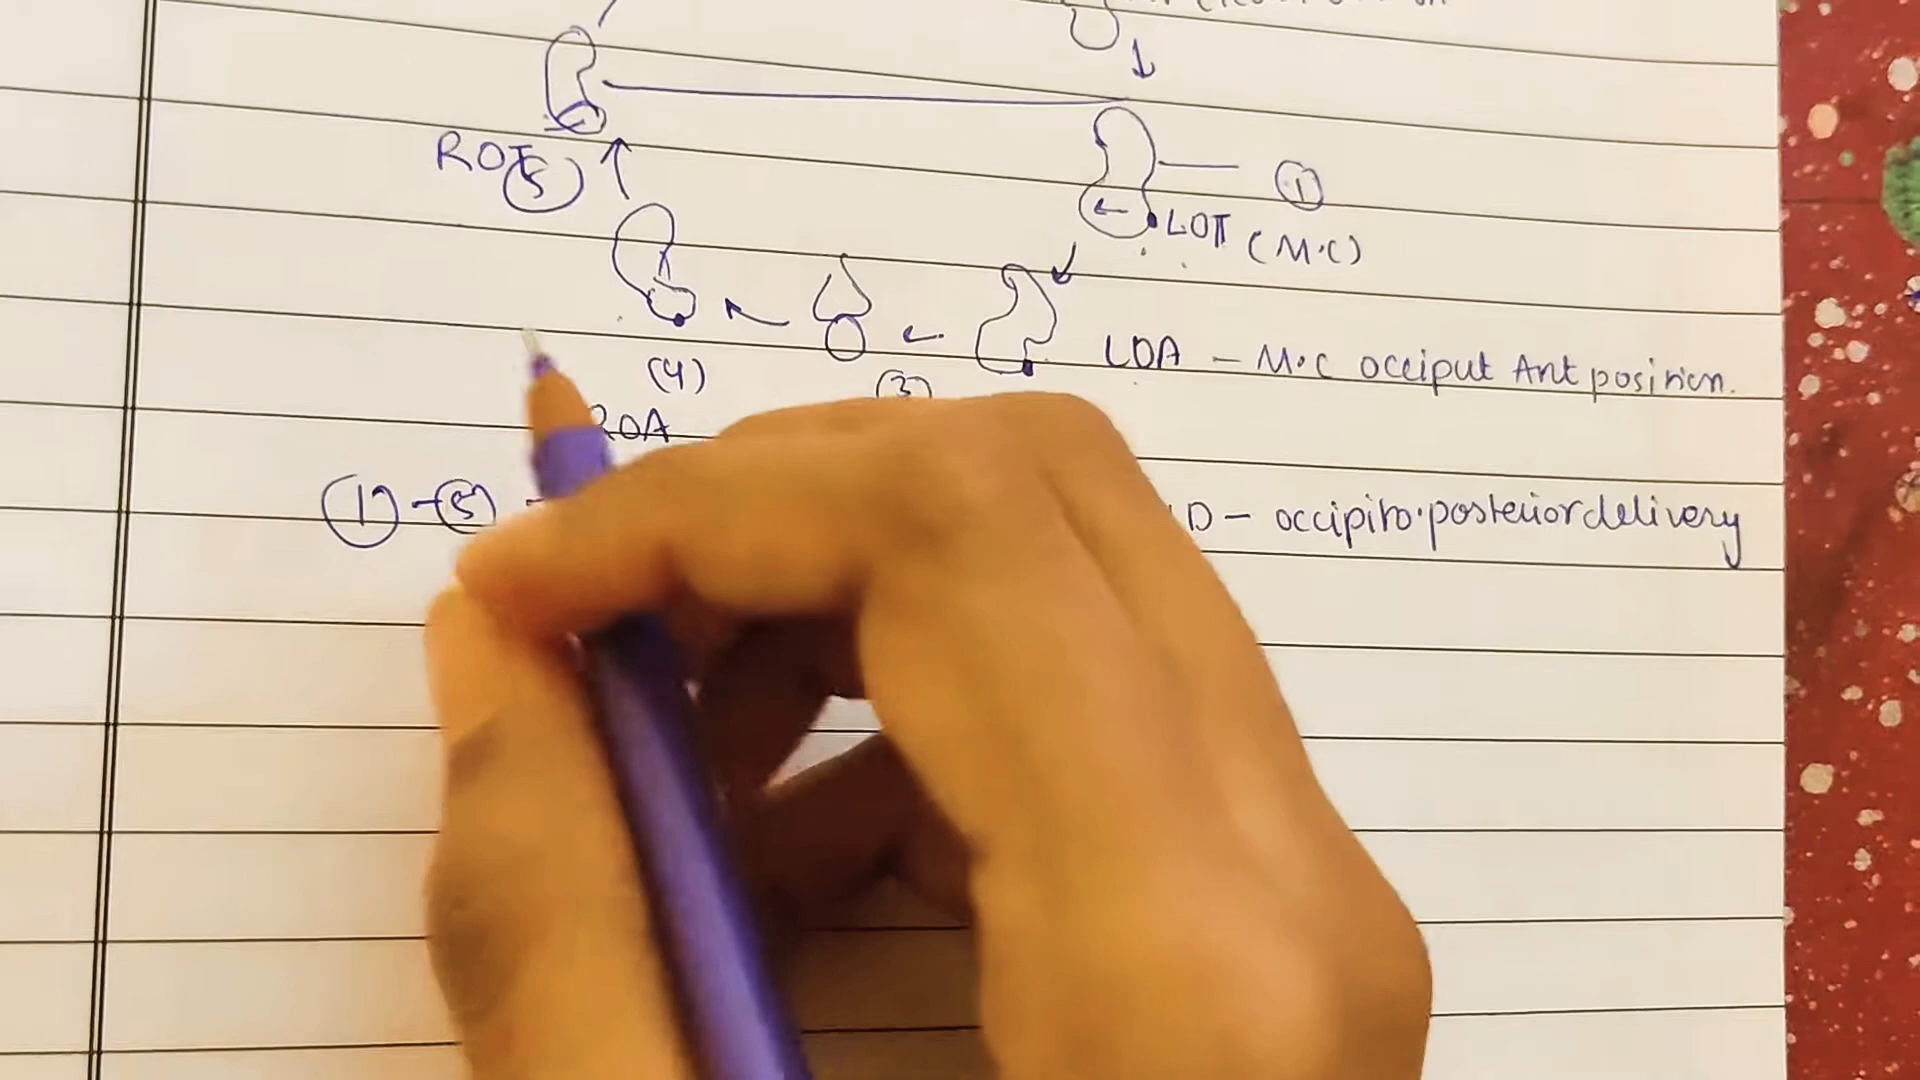 ROT
5
1
LOT (M.C)
LOA - M.C occiput Ant position.
(4)
(3)
ROA
1 - 5 - D - occipito.posterior delivery